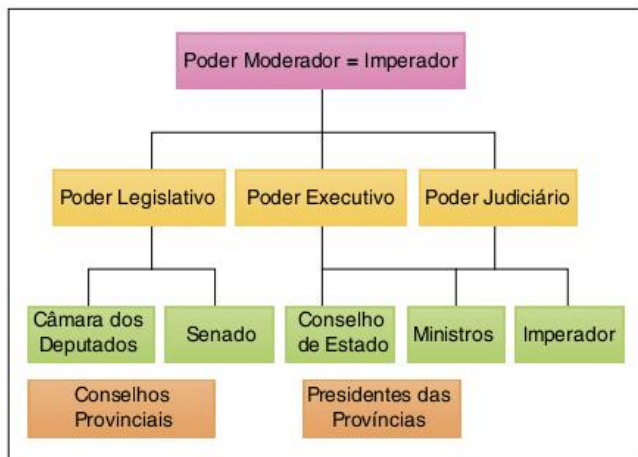 Poder Moderador = Imperador
Poder Legislativo
Poder Executivo
Poder Judiciário
Câmara dos
Deputados
Senado
Conselho
de Estado
Ministros
Imperador
Conselhos
Provinciais
Presidentes das
Províncias